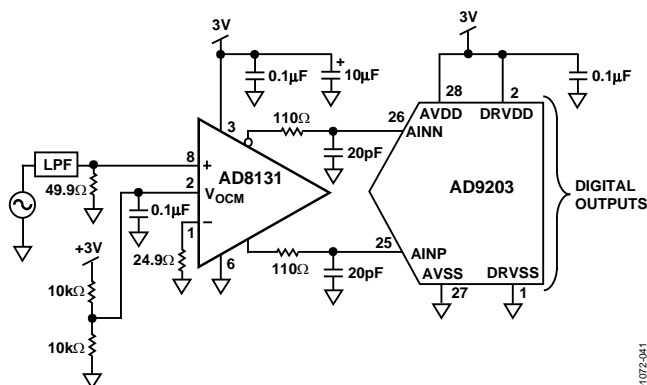 3V
3V
0.1µF
+
10µF
0.1µF
28
2
AVDD
DRVDD
110Ω
26
AINN
3
20pF
LPF
8
+
AD8131
AD9203
DIGITAL
OUTPUTS
49.9Ω
2
VOCM
0.1µF
1
−
25
AINP
+3V
24.9Ω
6
110Ω
20pF
AVSS
DRVSS
27
1
10kΩ
10kΩ
1072-041